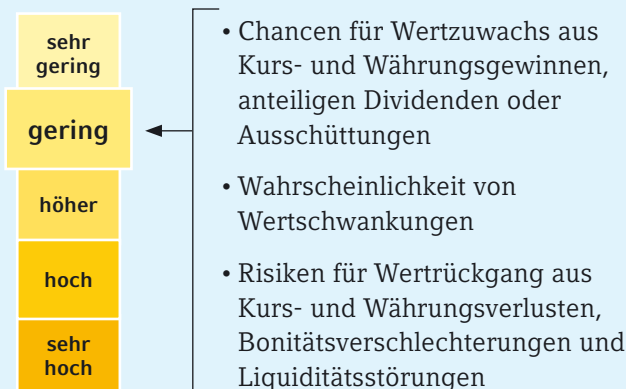 sehr
gering
gering
höher
hoch
sehr
hoch
• Chancen für Wertzuwachs aus
Kurs- und Währungsgewinnen,
anteiligen Dividenden oder
Ausschüttungen
• Wahrscheinlichkeit von
Wertschwankungen
• Risiken für Wertrückgang aus
Kurs- und Währungsverlusten,
Bonitätsverschlechterungen und
Liquiditätsstörungen